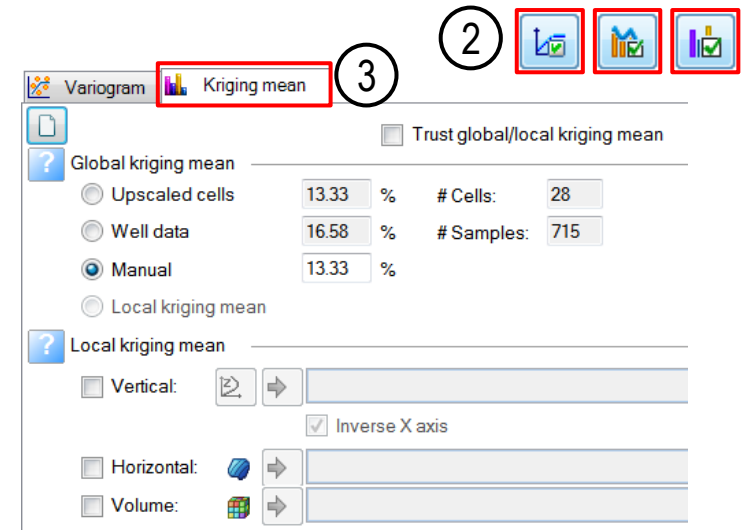 2
Variogram Kriging mean 3
Trust global/local kriging mean
Global kriging mean
Upscaled cells 13.33 % # Cells: 28
Well data 16.58 % # Samples: 715
Manual 13.33 %
Local kriging mean
Local kriging mean
Vertical:
Inverse X axis
Horizontal:
Volume: